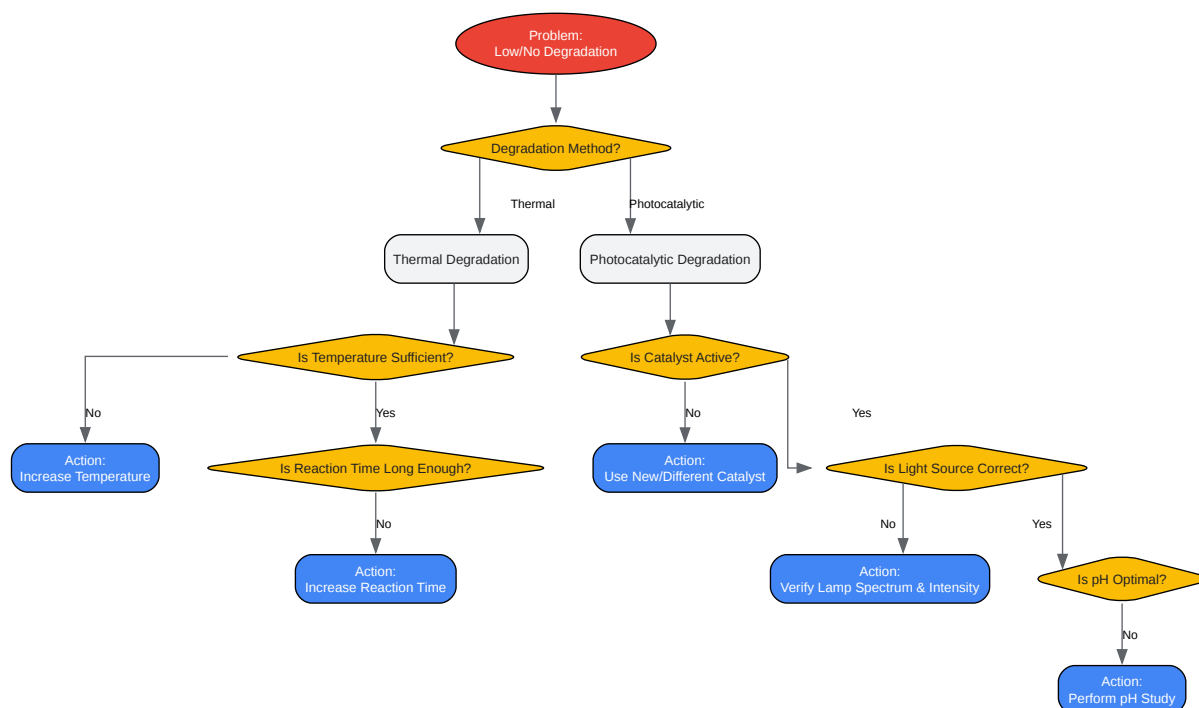 Problem:
Low/No Degradation
Degradation Method?
Thermal
Photocatalytic
Thermal Degradation
Photocatalytic Degradation
Is Temperature Sufficient?
Is Catalyst Active?
No
Yes
No
Yes
Action:
Increase Temperature
Is Reaction Time Long Enough?
Action:
Use New/Different Catalyst
Is Light Source Correct?
No
No
Yes
Action:
Increase Reaction Time
Action:
Verify Lamp Spectrum & Intensity
Is pH Optimal?
No
Action:
Perform pH Study